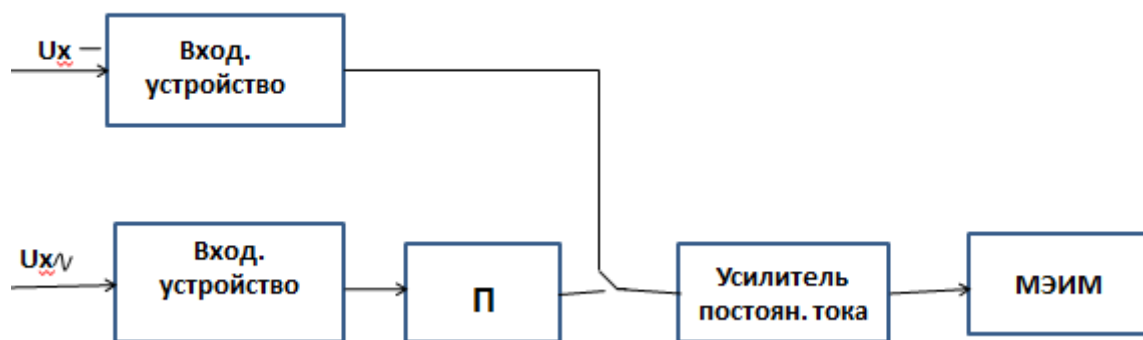 Ux —
Вход.
устройство
Ux
Вход.
устройство
П
Усилитель
постоян. тока
МЭИМ